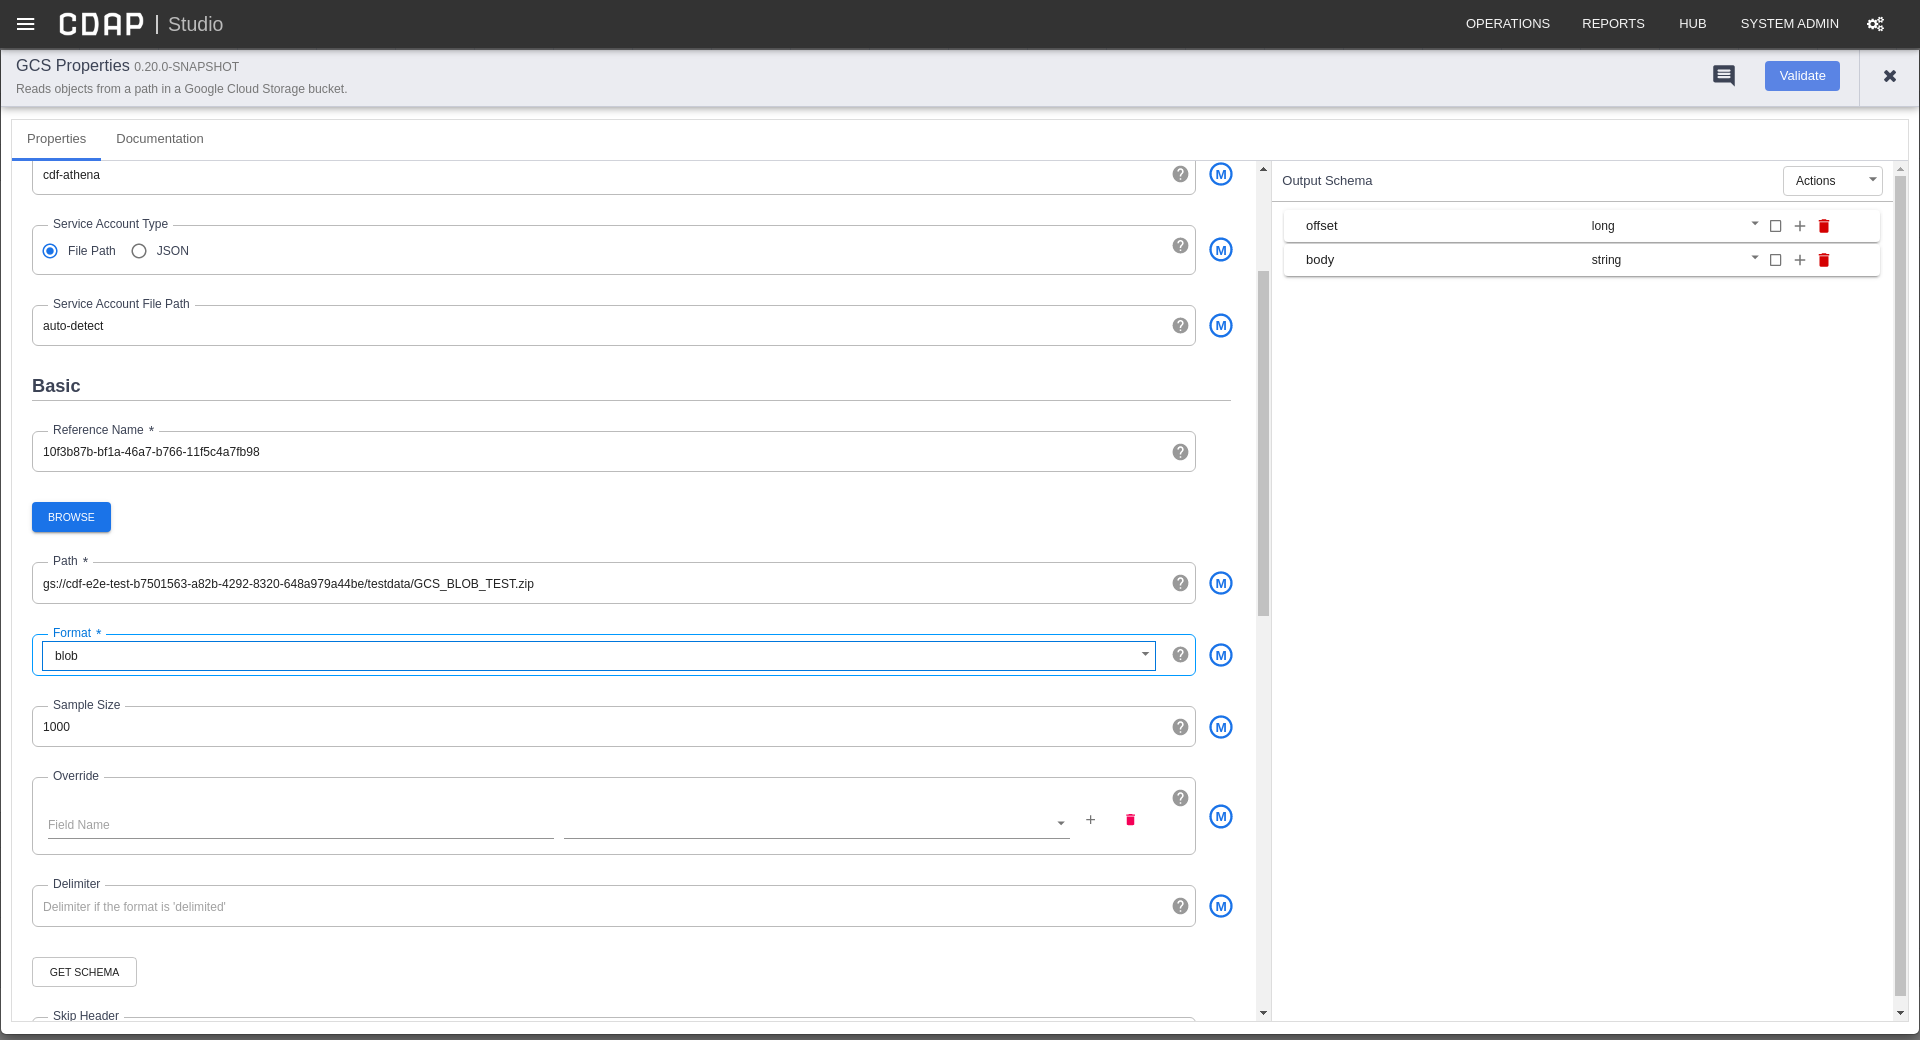 CDAP | Studio
OPERATIONS REPORTS HUB SYSTEM ADMIN
GCS Properties 0.20.0-SNAPSHOT
Reads objects from a path in a Google Cloud Storage bucket.
Validate
Properties Documentation
cdf-athena
Service Account Type
File Path JSON
Service Account File Path
auto-detect
Basic
Reference Name *
10f3b87b-bf1a-46a7-b766-11f5c4a7fb98
BROWSE
Path *
gs://cdf-e2e-test-b7501563-a82b-4292-8320-648a979a44be/testdata/GCS_BLOB_TEST.zip
Format *
blob
Sample Size
1000
Override
Field Name
Delimiter
Delimiter if the format is 'delimited'
GET SCHEMA
Skip Header
M
M
M
M
M
M
M
M
Output Schema
Actions
offset long
body string